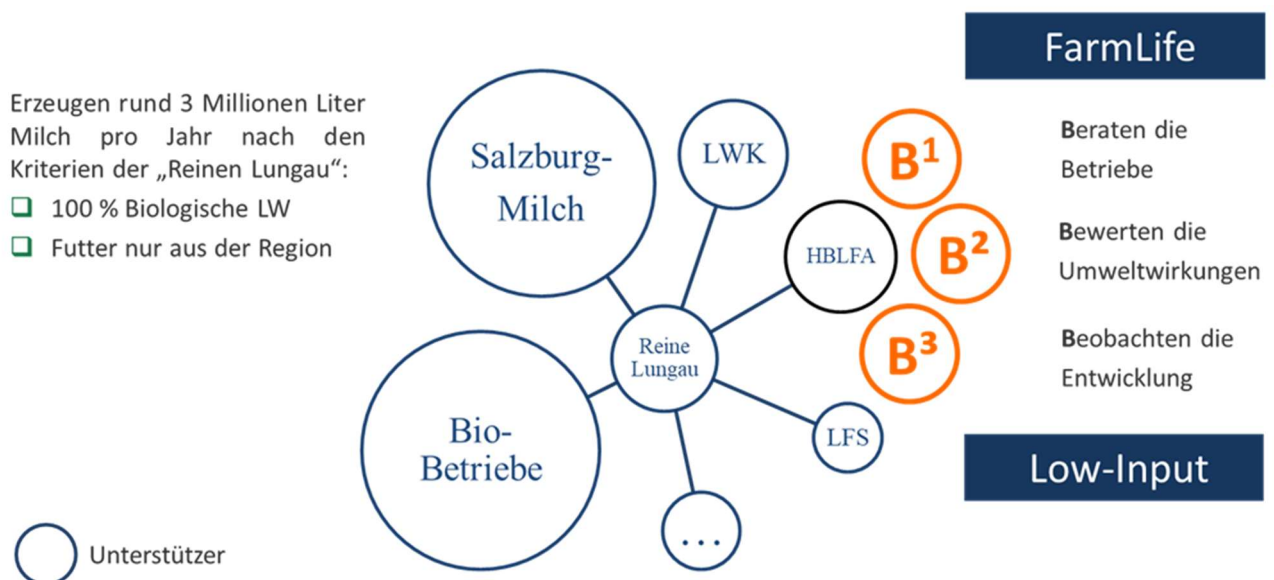 FarmLife
Erzeugen rund 3 Millionen Liter
Milch pro Jahr nach den
Kriterien der „Reinen Lungau“:
100 % Biologische LW
Futter nur aus der Region
Salzburg-
Milch
LWK
HBLFA
Reine
Lungau
Bio-
Betriebe
LFS
...
B¹
B²
B³
Beraten die
Betriebe
Bewerten die
Umweltwirkungen
Beobachten die
Entwicklung
Low-Input
Unterstützer